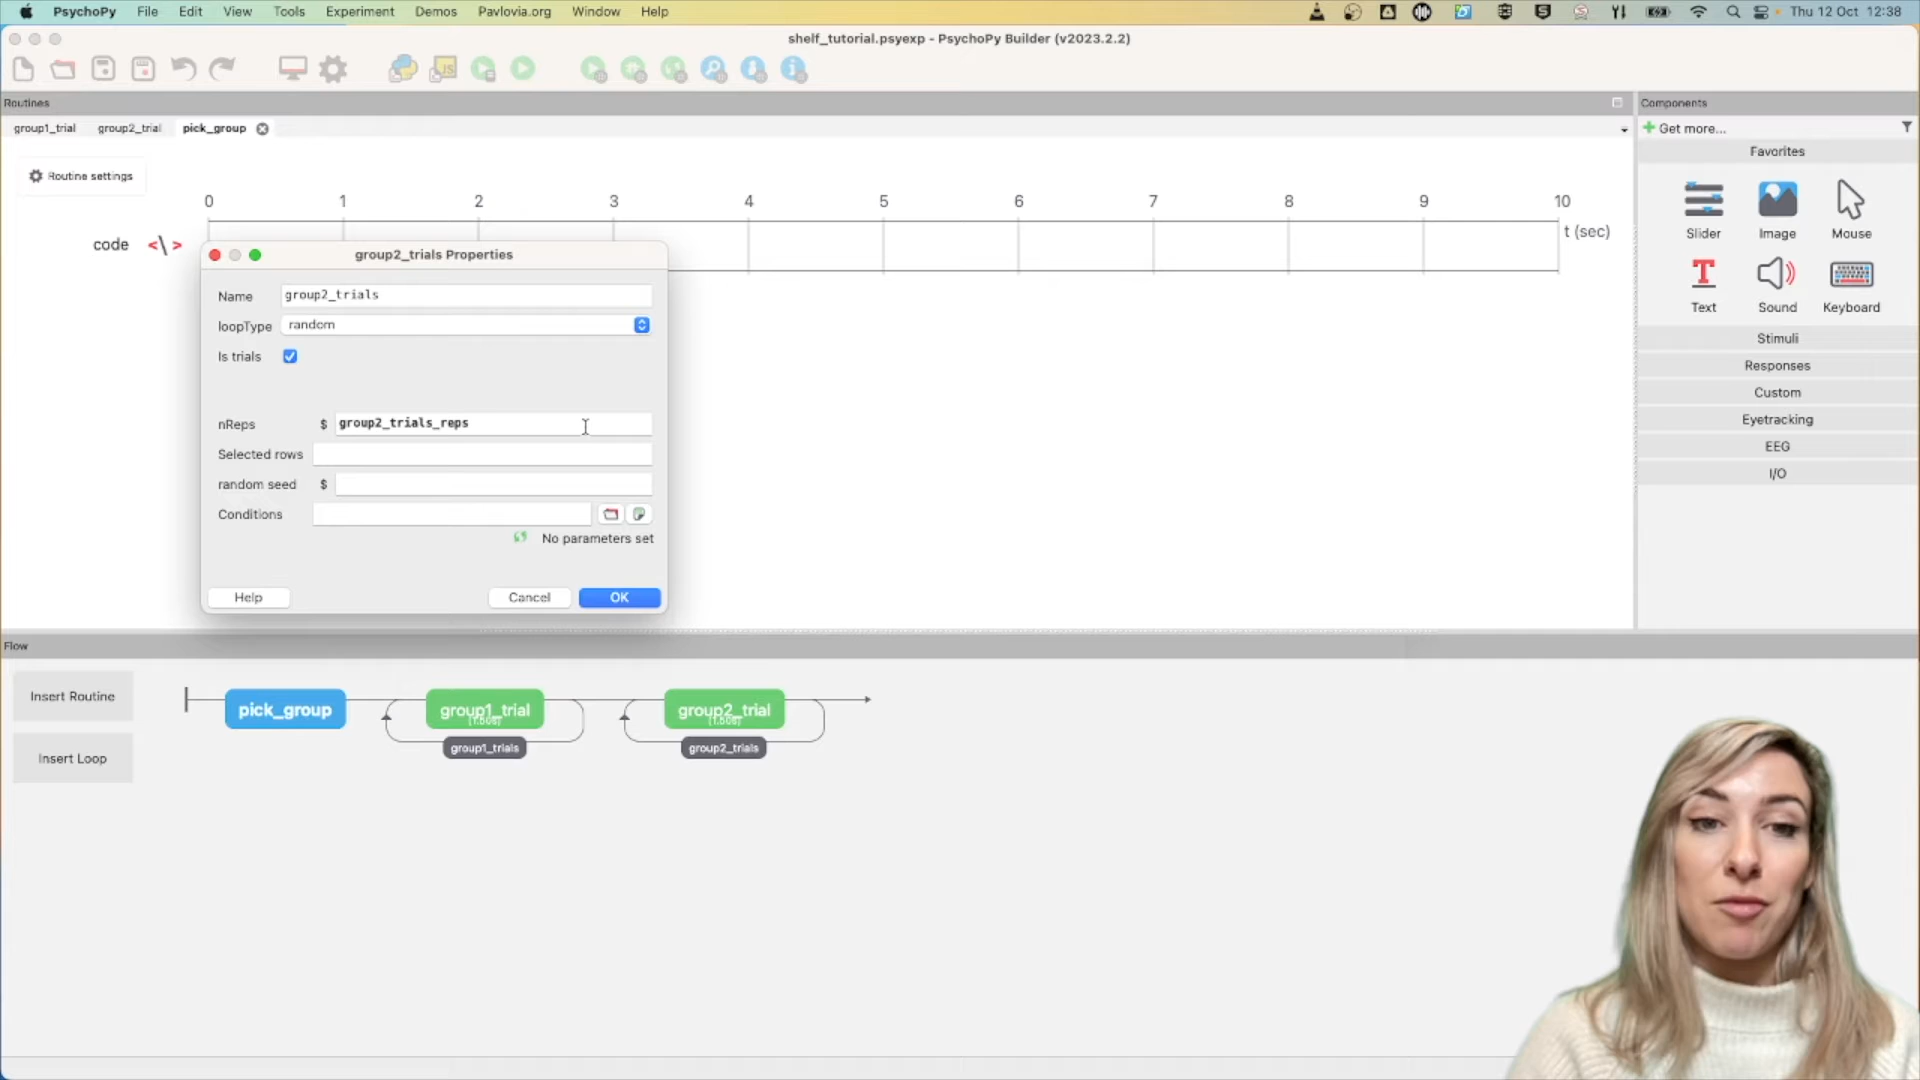 PsychoPy File Edit View Tools Experiment Demos Pavlovia.org Window Help Thu 12 Oct 12:38
shelf_tutorial.psyexp - PsychoPy Builder (v2023.2.2)
Routines
Components
group1_trial group2_trial pick_group
Get more...
Favorites
Routine settings
0 1 2 3 4 5 6 7 8 9 10
t (sec)
code
Slider Image Mouse
Text Sound Keyboard
Stimuli
Responses
Custom
Eyetracking
EEG
I/O
group2_trials Properties
Name group2_trials
loopType random
Is trials
nReps $ group2_trials_reps
Selected rows
random seed $
Conditions
No parameters set
Help Cancel OK
Flow
Insert Routine
Insert Loop
pick_group
group1_trial
(1.50s)
group1_trials
group2_trial
(1.50s)
group2_trials